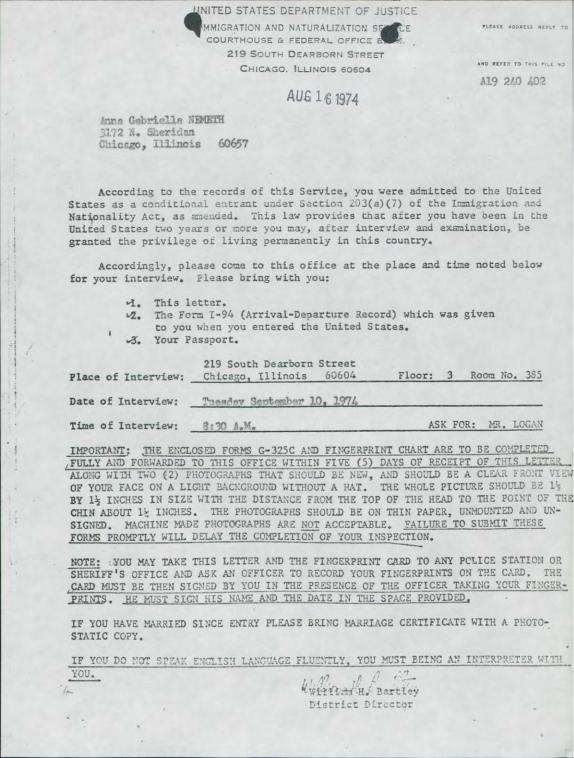 UNITED STATES DEPARTMENT OF JUSTICE
IMMIGRATION AND NATURALIZATION
COURTHOUSE & FEDERAL OFFICE
219 SOUTH DEARBORN STREET
CHICAGO, ILLINOIS 60604
PLEASE ADDRESS REPLY TO
AND REFER TO THIS FILE NO
A19 240 402
AUG 16 1974
Anna Gabriella NEMETH
3172 N. Sheridan
Chicago, Illinois 60657
According to the records of this Service, you were admitted to the United
States as a conditional entrant under Section 203(a)(7) of the Immigration and
Nationality Act, as amended. This law provides that after you have been in the
United States two years or more you may, after interview and examination, be
granted the privilege of living permanently in this country.
Accordingly, please come to this office at the place and time noted below
for your interview. Please bring with you:
1. This letter.
2. The Form I-94 (Arrival-Departure Record) which was given
to you when you entered the United States.
3. Your Passport.
219 South Dearborn Street
Place of Interview: Chicago, Illinois 60604 Floor: 3 Room No. 385
Date of Interview: Tuesday September 10, 1974
Time of Interview: 8:30 A.M. ASK FOR: MR. LOGAN
IMPORTANT: THE ENCLOSED FORMS G-325C AND FINGERPRINT CHART ARE TO BE COMPLETED
FULLY AND FORWARDED TO THIS OFFICE WITHIN FIVE (5) DAYS OF RECEIPT OF THIS LETTER
ALONG WITH TWO (2) PHOTOGRAPHS THAT SHOULD BE NEW, AND SHOULD BE A CLEAR FRONT VIEW
OF YOUR FACE ON A LIGHT BACKGROUND WITHOUT A HAT. THE WHOLE PICTURE SHOULD BE 1½
BY 1½ INCHES IN SIZE WITH THE DISTANCE FROM THE TOP OF THE HEAD TO THE POINT OF THE
CHIN ABOUT 1¼ INCHES. THE PHOTOGRAPHS SHOULD BE ON THIN PAPER, UNMOUNTED AND UN-
SIGNED. MACHINE MADE PHOTOGRAPHS ARE NOT ACCEPTABLE. FAILURE TO SUBMIT THESE
FORMS PROMPTLY WILL DELAY THE COMPLETION OF YOUR INSPECTION.
NOTE: YOU MAY TAKE THIS LETTER AND THE FINGERPRINT CARD TO ANY POLICE STATION OR
SHERIFF'S OFFICE AND ASK AN OFFICER TO RECORD YOUR FINGERPRINTS ON THE CARD. THE
CARD MUST BE THEN SIGNED BY YOU IN THE PRESENCE OF THE OFFICER TAKING YOUR FINGER-
PRINTS. HE MUST SIGN HIS NAME AND THE DATE IN THE SPACE PROVIDED.
IF YOU HAVE MARRIED SINCE ENTRY PLEASE BRING MARRIAGE CERTIFICATE WITH A PHOTO-
STATIC COPY.
IF YOU DO NOT SPEAK ENGLISH LANGUAGE FLUENTLY, YOU MUST BEING AN INTERPRETER WITH
YOU.
William H. Bartley
District Director